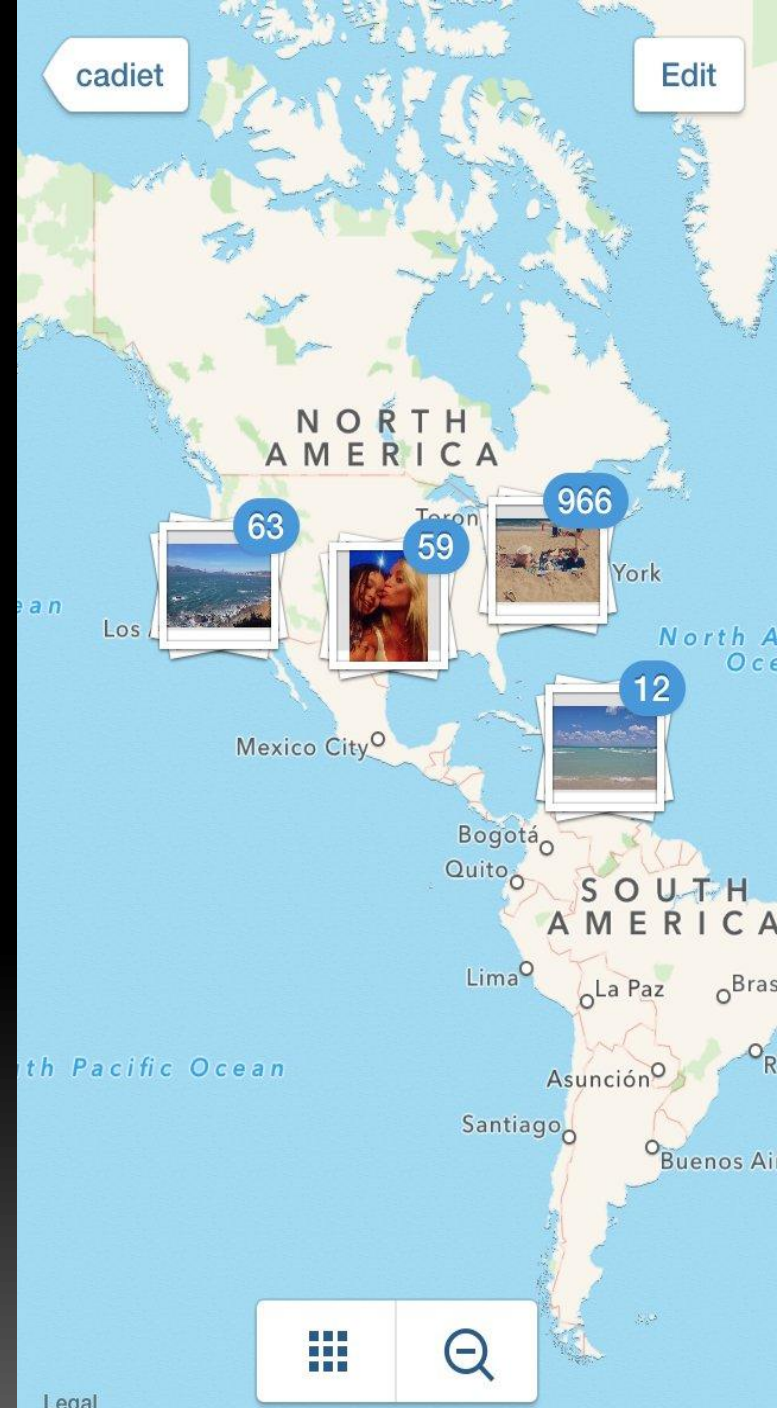 cadiet
Edit
NORTH
AMERICA
966
63
Toron
59
York
ean
Los
North A
Oce
12
Mexico City
Bogotá
Quito
SOUTH
AMERICA
Lima
La Paz
Bras
th Pacific Ocean
R
Asunción
Santiago
Buenos Air
Legal